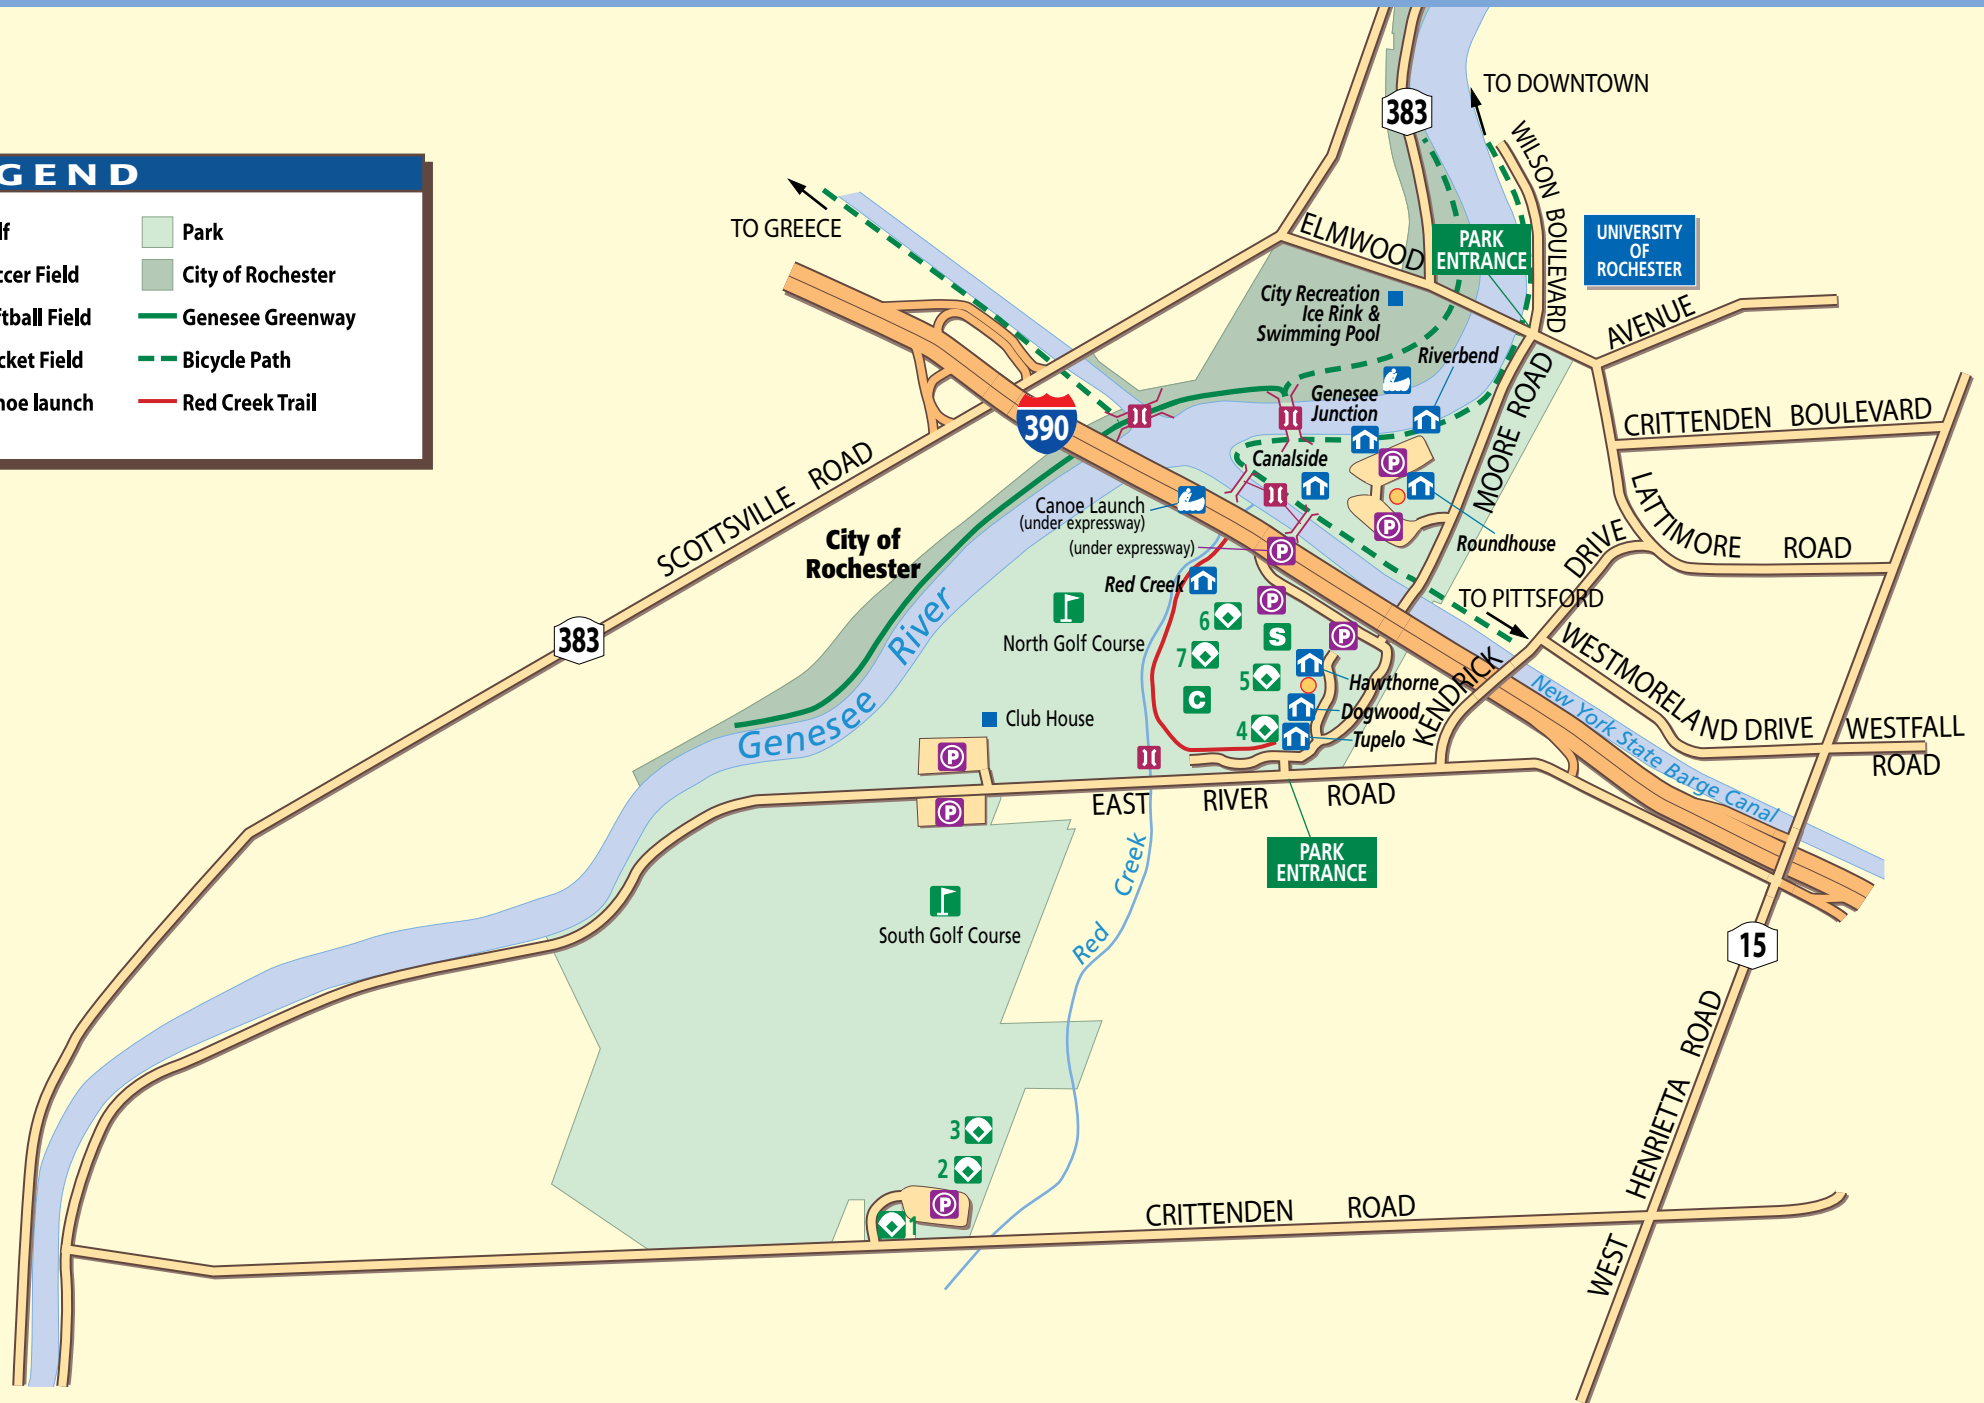 GEND
lf
ccer Field
ftball Field
cket Field
noe launch
Park
City of Rochester
Genesee Greenway
Bicycle Path
Red Creek Trail
TO DOWNTOWN
383
WILSON BOULEVARD
TO GREECE
ELMWOOD
AVENUE
PARK
ENTRANCE
UNIVERSITY
OF
ROCHESTER
City Recreation
Ice Rink &
Swimming Pool
Riverbend
Genesee
Junction
MOORE ROAD
CRITTENDEN BOULEVARD
390
Canalside
P
P
Roundhouse
LATTIMORE ROAD
SCOTTSVILLE ROAD
City of
Rochester
Canoe Launch
(under expressway)
(under expressway)
P
Red Creek
P
TO PITTSFORD
KENDRICK DRIVE
383
Genesee River
North Golf Course
6
S
P
7
5
Hawthorne
C
Dogwood
4
Tupelo
WESTMORELAND DRIVE
WESTFALL
ROAD
New York State Barge Canal
Club House
P
P
EAST RIVER ROAD
PARK
ENTRANCE
Red Creek
South Golf Course
15
3
2
P
1
CRITTENDEN ROAD
WEST HENRIETTA ROAD